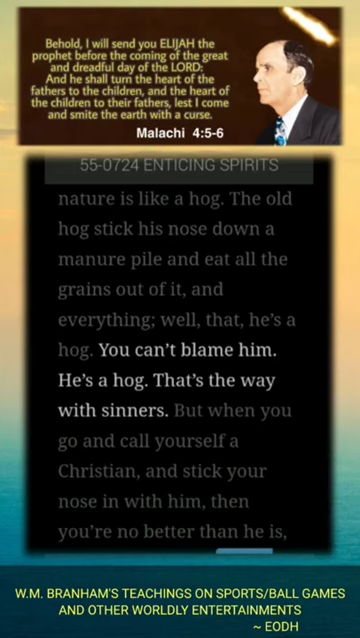 Behold, I will send you ELIJAH the
prophet before the coming of the great
and dreadful day of the LORD:
And he shall turn the heart of the
fathers to the children, and the heart of
the children to their fathers, lest I come
and smite the earth with a curse.
Malachi 4:5-6
55-0724 ENTICING SPIRITS
nature is like a hog. The old
hog stick his nose down a
manure pile and eat all the
grains out of it, and
everything; well, that, he's a
hog. You can't blame him.
He's a hog. That's the way
with sinners. But when you
go and call yourself a
Christian, and stick your
nose in with him, then
you're no better than he is,
W.M. BRANHAM'S TEACHINGS ON SPORTS/BALL GAMES
AND OTHER WORLDLY ENTERTAINMENTS
~ EODH